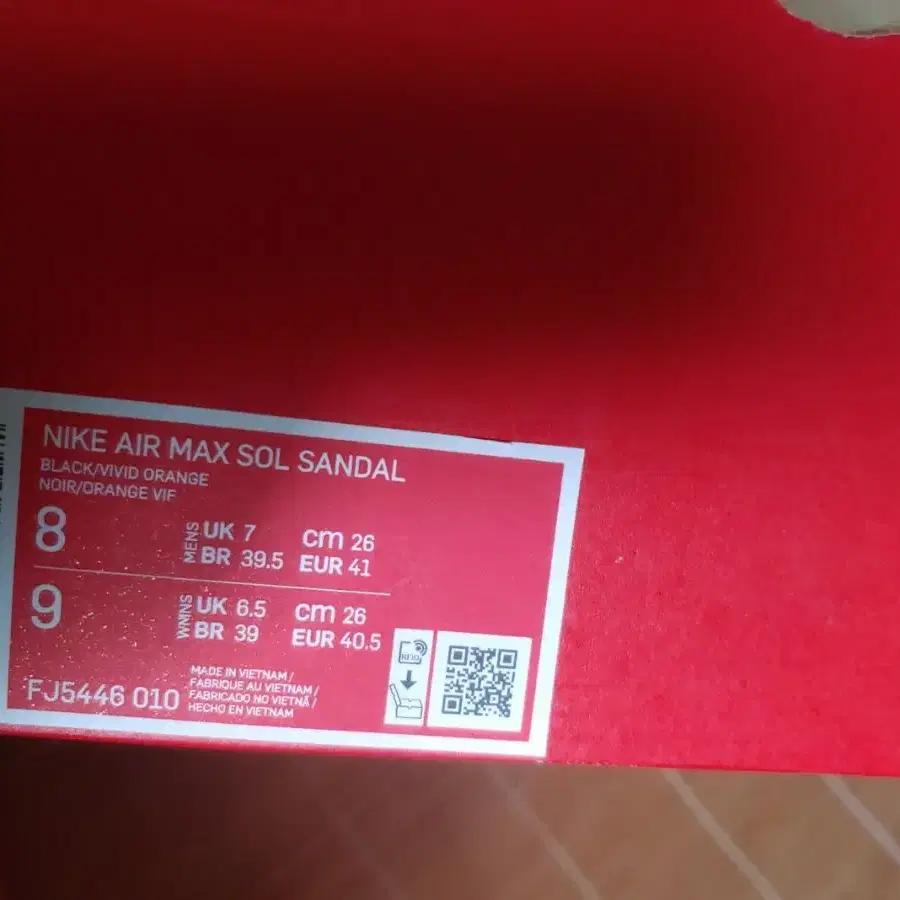 NIKE AIR MAX SOL SANDAL
BLACK/VIVID ORANGE
NOIR/ORANGE VIF
8 MENS UK 7 cm 26
BR 39.5 EUR 41
9 WMNS UK 6.5 cm 26
BR 39 EUR 40.5
RFID
FJ5446 010
MADE IN VIETNAM /
FABRIQUE AU VIETNAM /
FABRICADO NO VIETNÃ /
HECHO EN VIETNAM